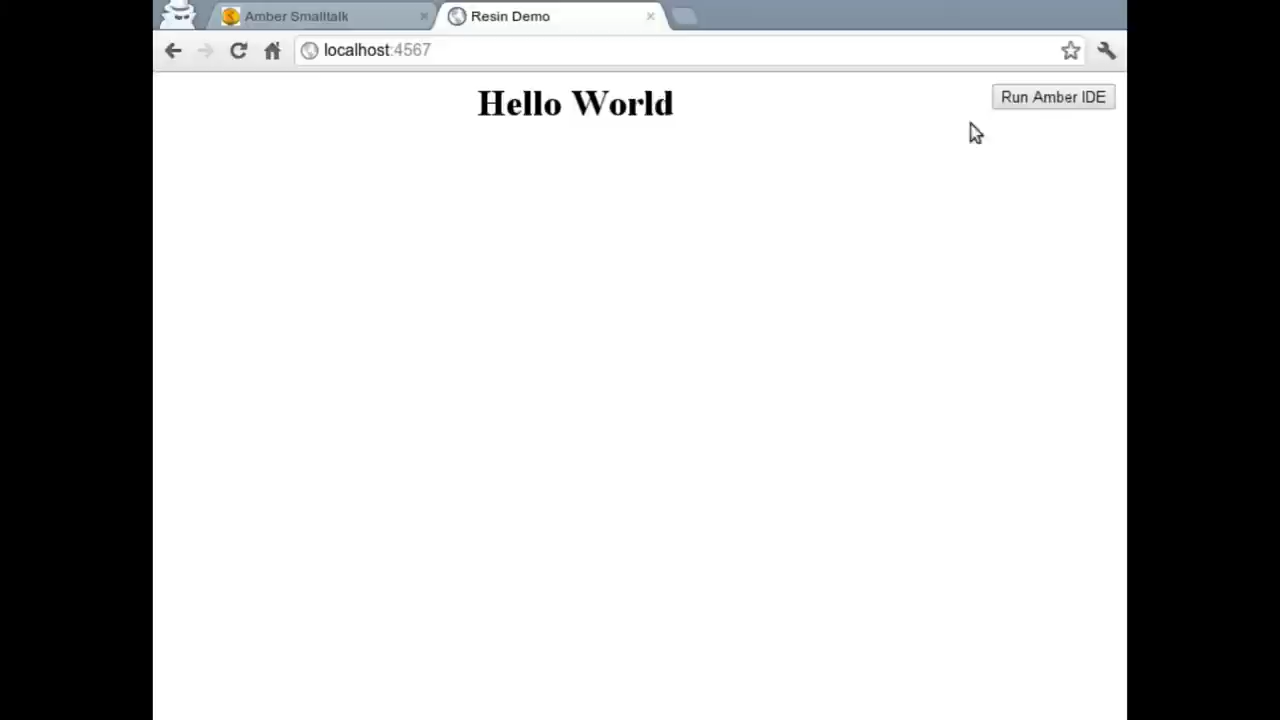 Amber Smalltalk
Resin Demo
localhost:4567
Hello World
Run Amber IDE